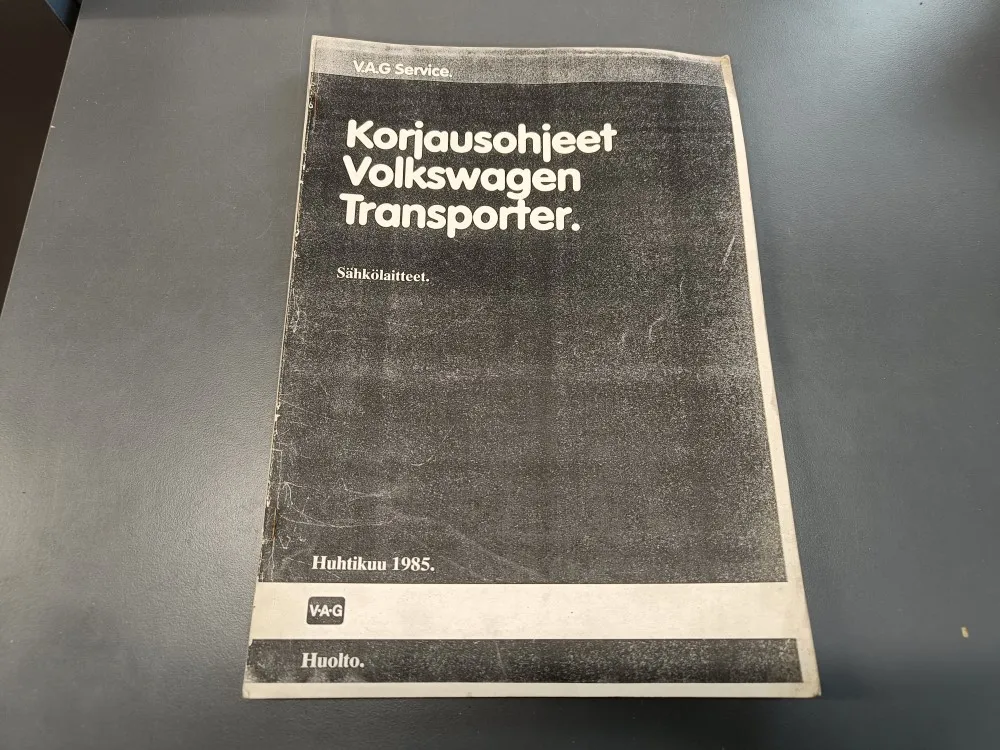 V.A.G Service.
Korjausohjeet
Volkswagen
Transporter.
Sähkölaitteet.
Huhtikuu 1985.
V·A·G
Huolto.